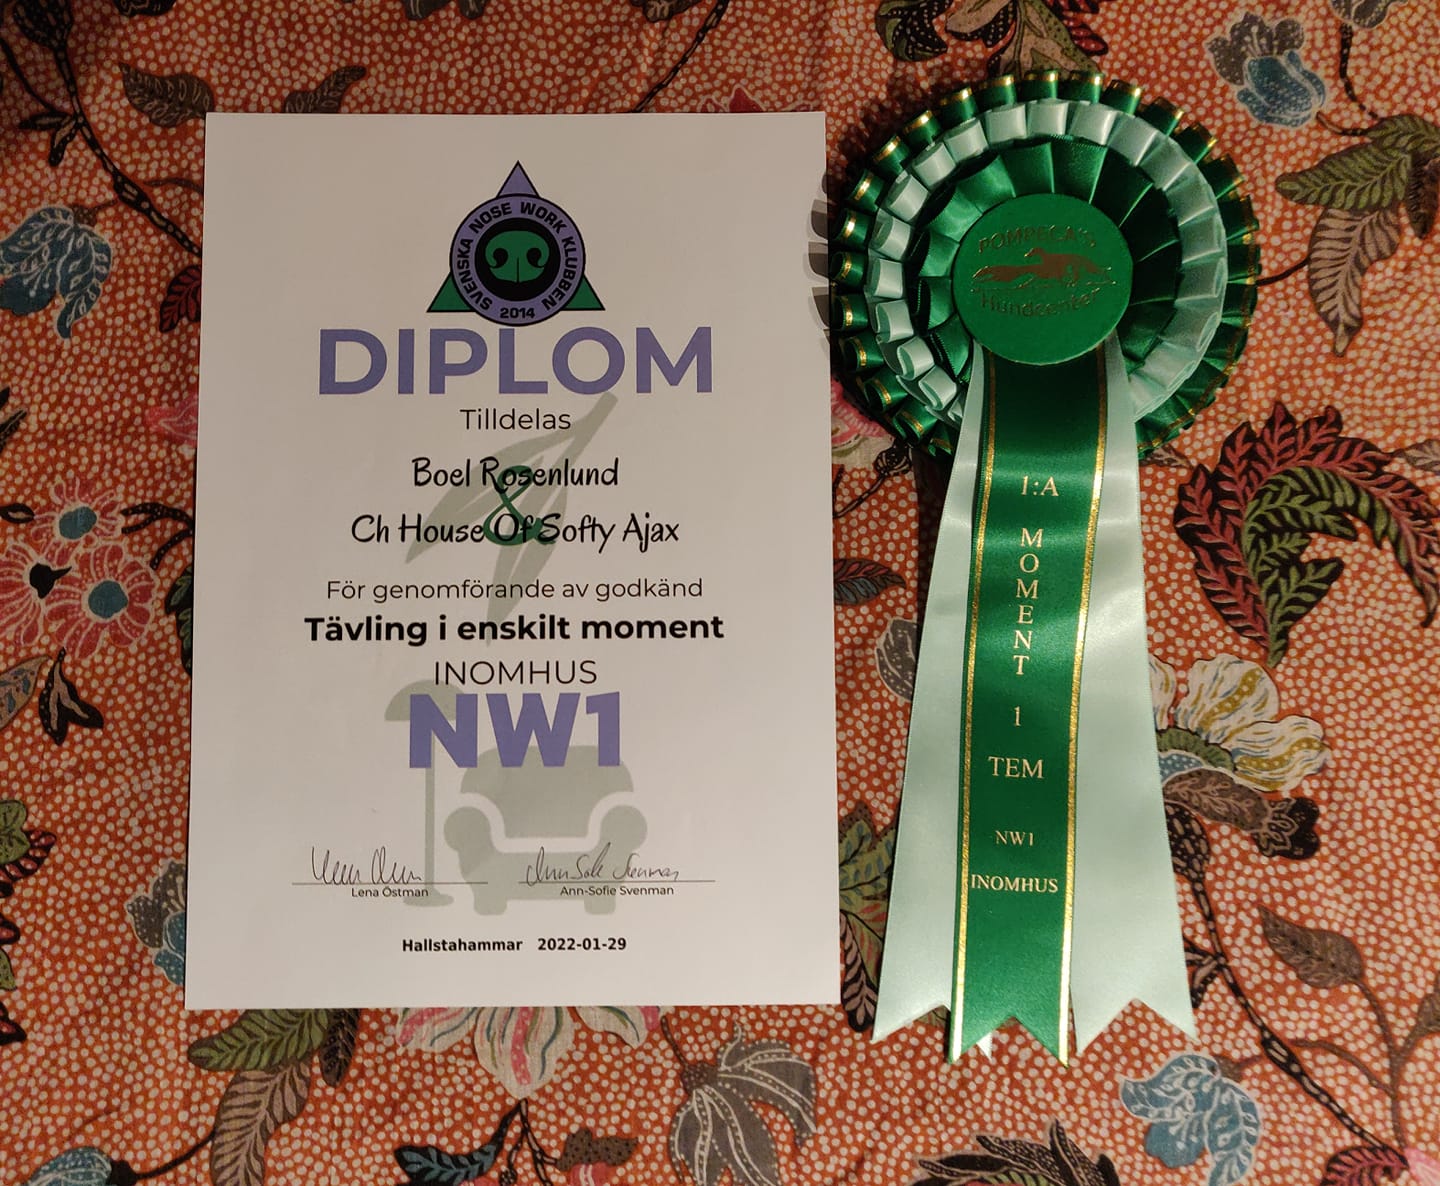 SVENSKA NOSE WORK KLUBBEN
2014
DIPLOM
Tilldelas
Boel Rosenlund
&
Ch House Of Softy Ajax
För genomförande av godkänd
Tävling i enskilt moment
INOMHUS
NW1
Lena Östman
Ann-Sofie Svenman
Hallstahammar 2022-01-29
POMPECA'S
Hundcenter
1:A
MOMENT
1
TEM
NW1
INOMHUS